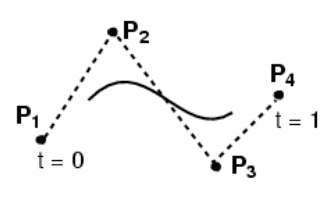 P2
P4
P1
t = 1
t = 0
P3